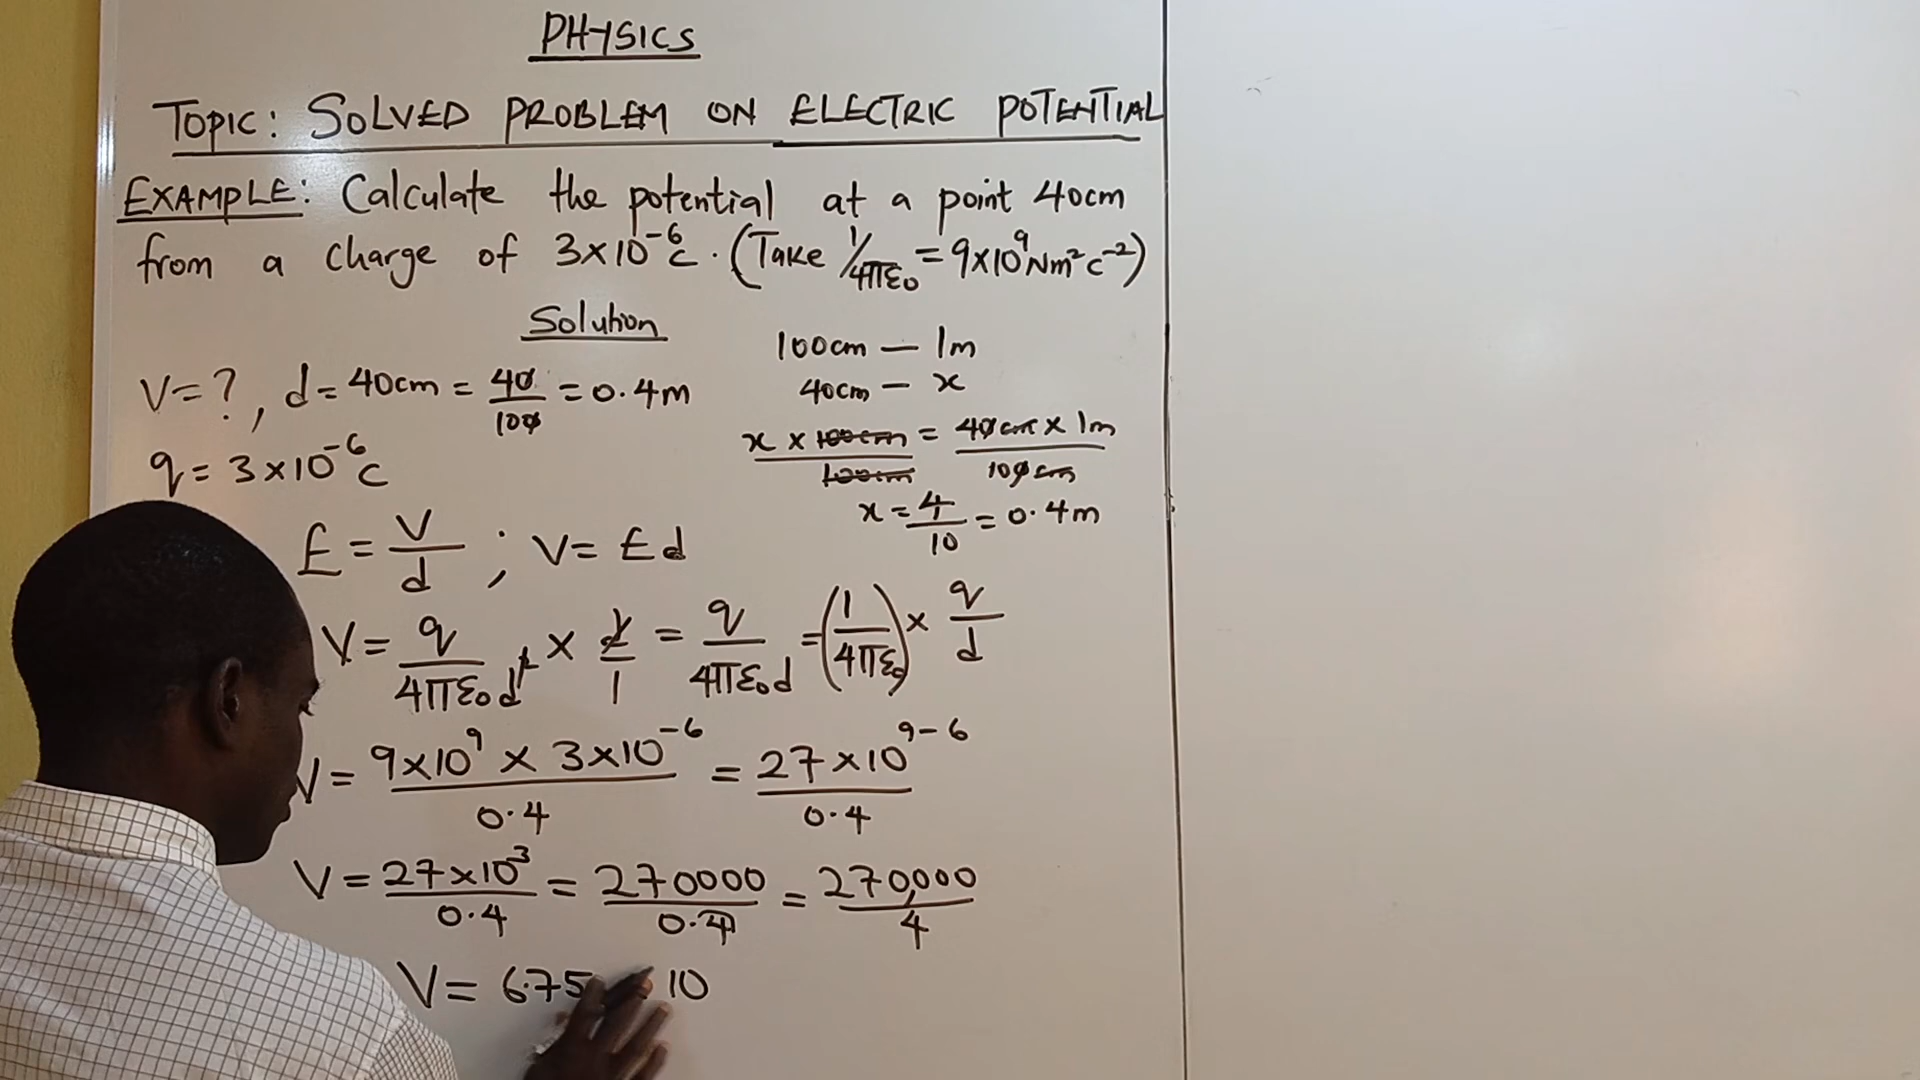 PHYSICS
TOPIC: SOLVED PROBLEM ON ELECTRIC POTENTIAL
EXAMPLE: Calculate the potential at a point 40cm
from a charge of 3×10⁻⁶C. (Take 1/4πε₀ = 9×10⁹Nm²C⁻²)
Solution
V=?, d = 40cm = 40/100 = 0.4m
q = 3×10⁻⁶C
100cm — 1m
40cm — x
x × 100cm/100cm = 40cm × 1m/100cm
x = 4/10 = 0.4m
E = V/d ; V = Ed
V = q/4πε₀d² × d/1 = q/4πε₀d = (1/4πε₀) × q/d
V = 9×10⁹ × 3×10⁻⁶/0.4 = 27×10⁹⁻⁶/0.4
V = 27×10³/0.4 = 270000/0.4 = 270,000/4
V = 6.75 10